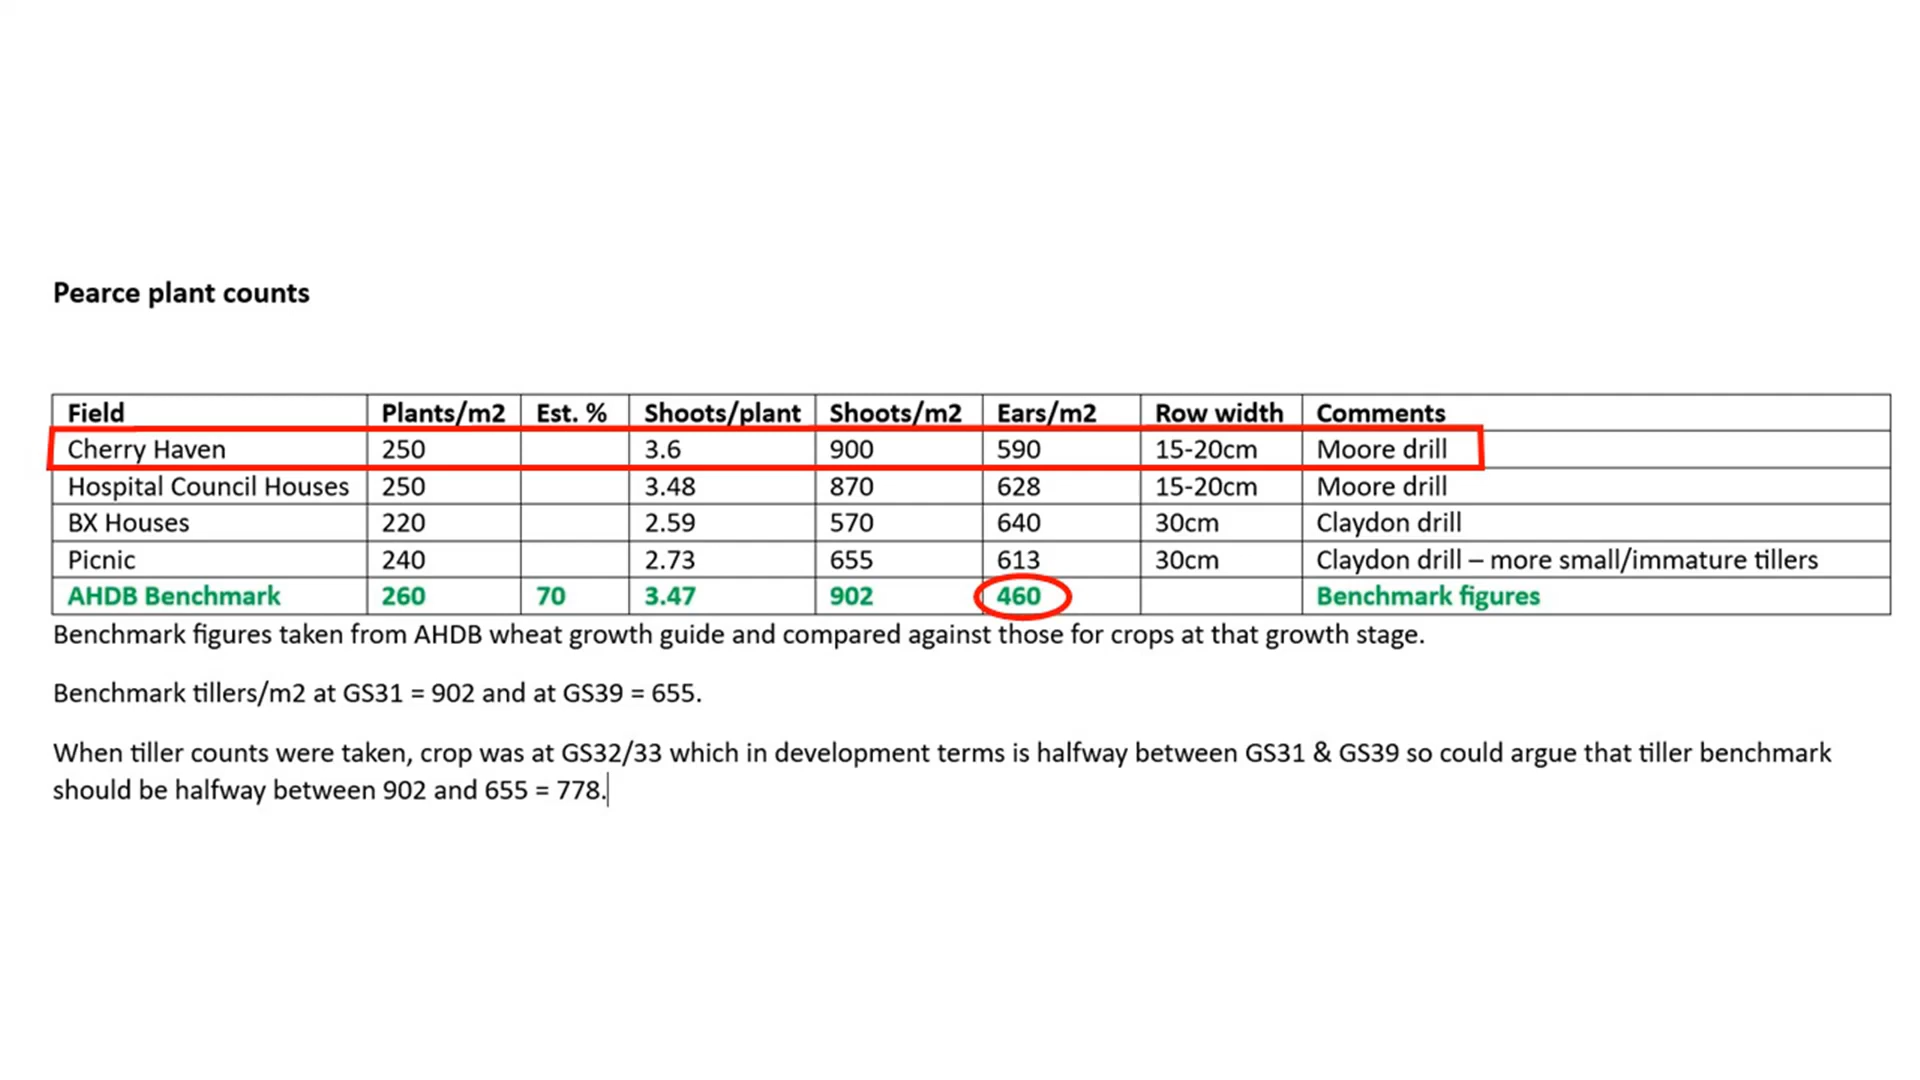 Pearce plant counts
Field Plants/m2 Est. % Shoots/plant Shoots/m2 Ears/m2 Row width Comments
Cherry Haven 250 3.6 900 590 15-20cm Moore drill
Hospital Council Houses 250 3.48 870 628 15-20cm Moore drill
BX Houses 220 2.59 570 640 30cm Claydon drill
Picnic 240 2.73 655 613 30cm Claydon drill – more small/immature tillers
AHDB Benchmark 260 70 3.47 902 460 Benchmark figures
Benchmark figures taken from AHDB wheat growth guide and compared against those for crops at that growth stage.
Benchmark tillers/m2 at GS31 = 902 and at GS39 = 655.
When tiller counts were taken, crop was at GS32/33 which in development terms is halfway between GS31 & GS39 so could argue that tiller benchmark
should be halfway between 902 and 655 = 778.